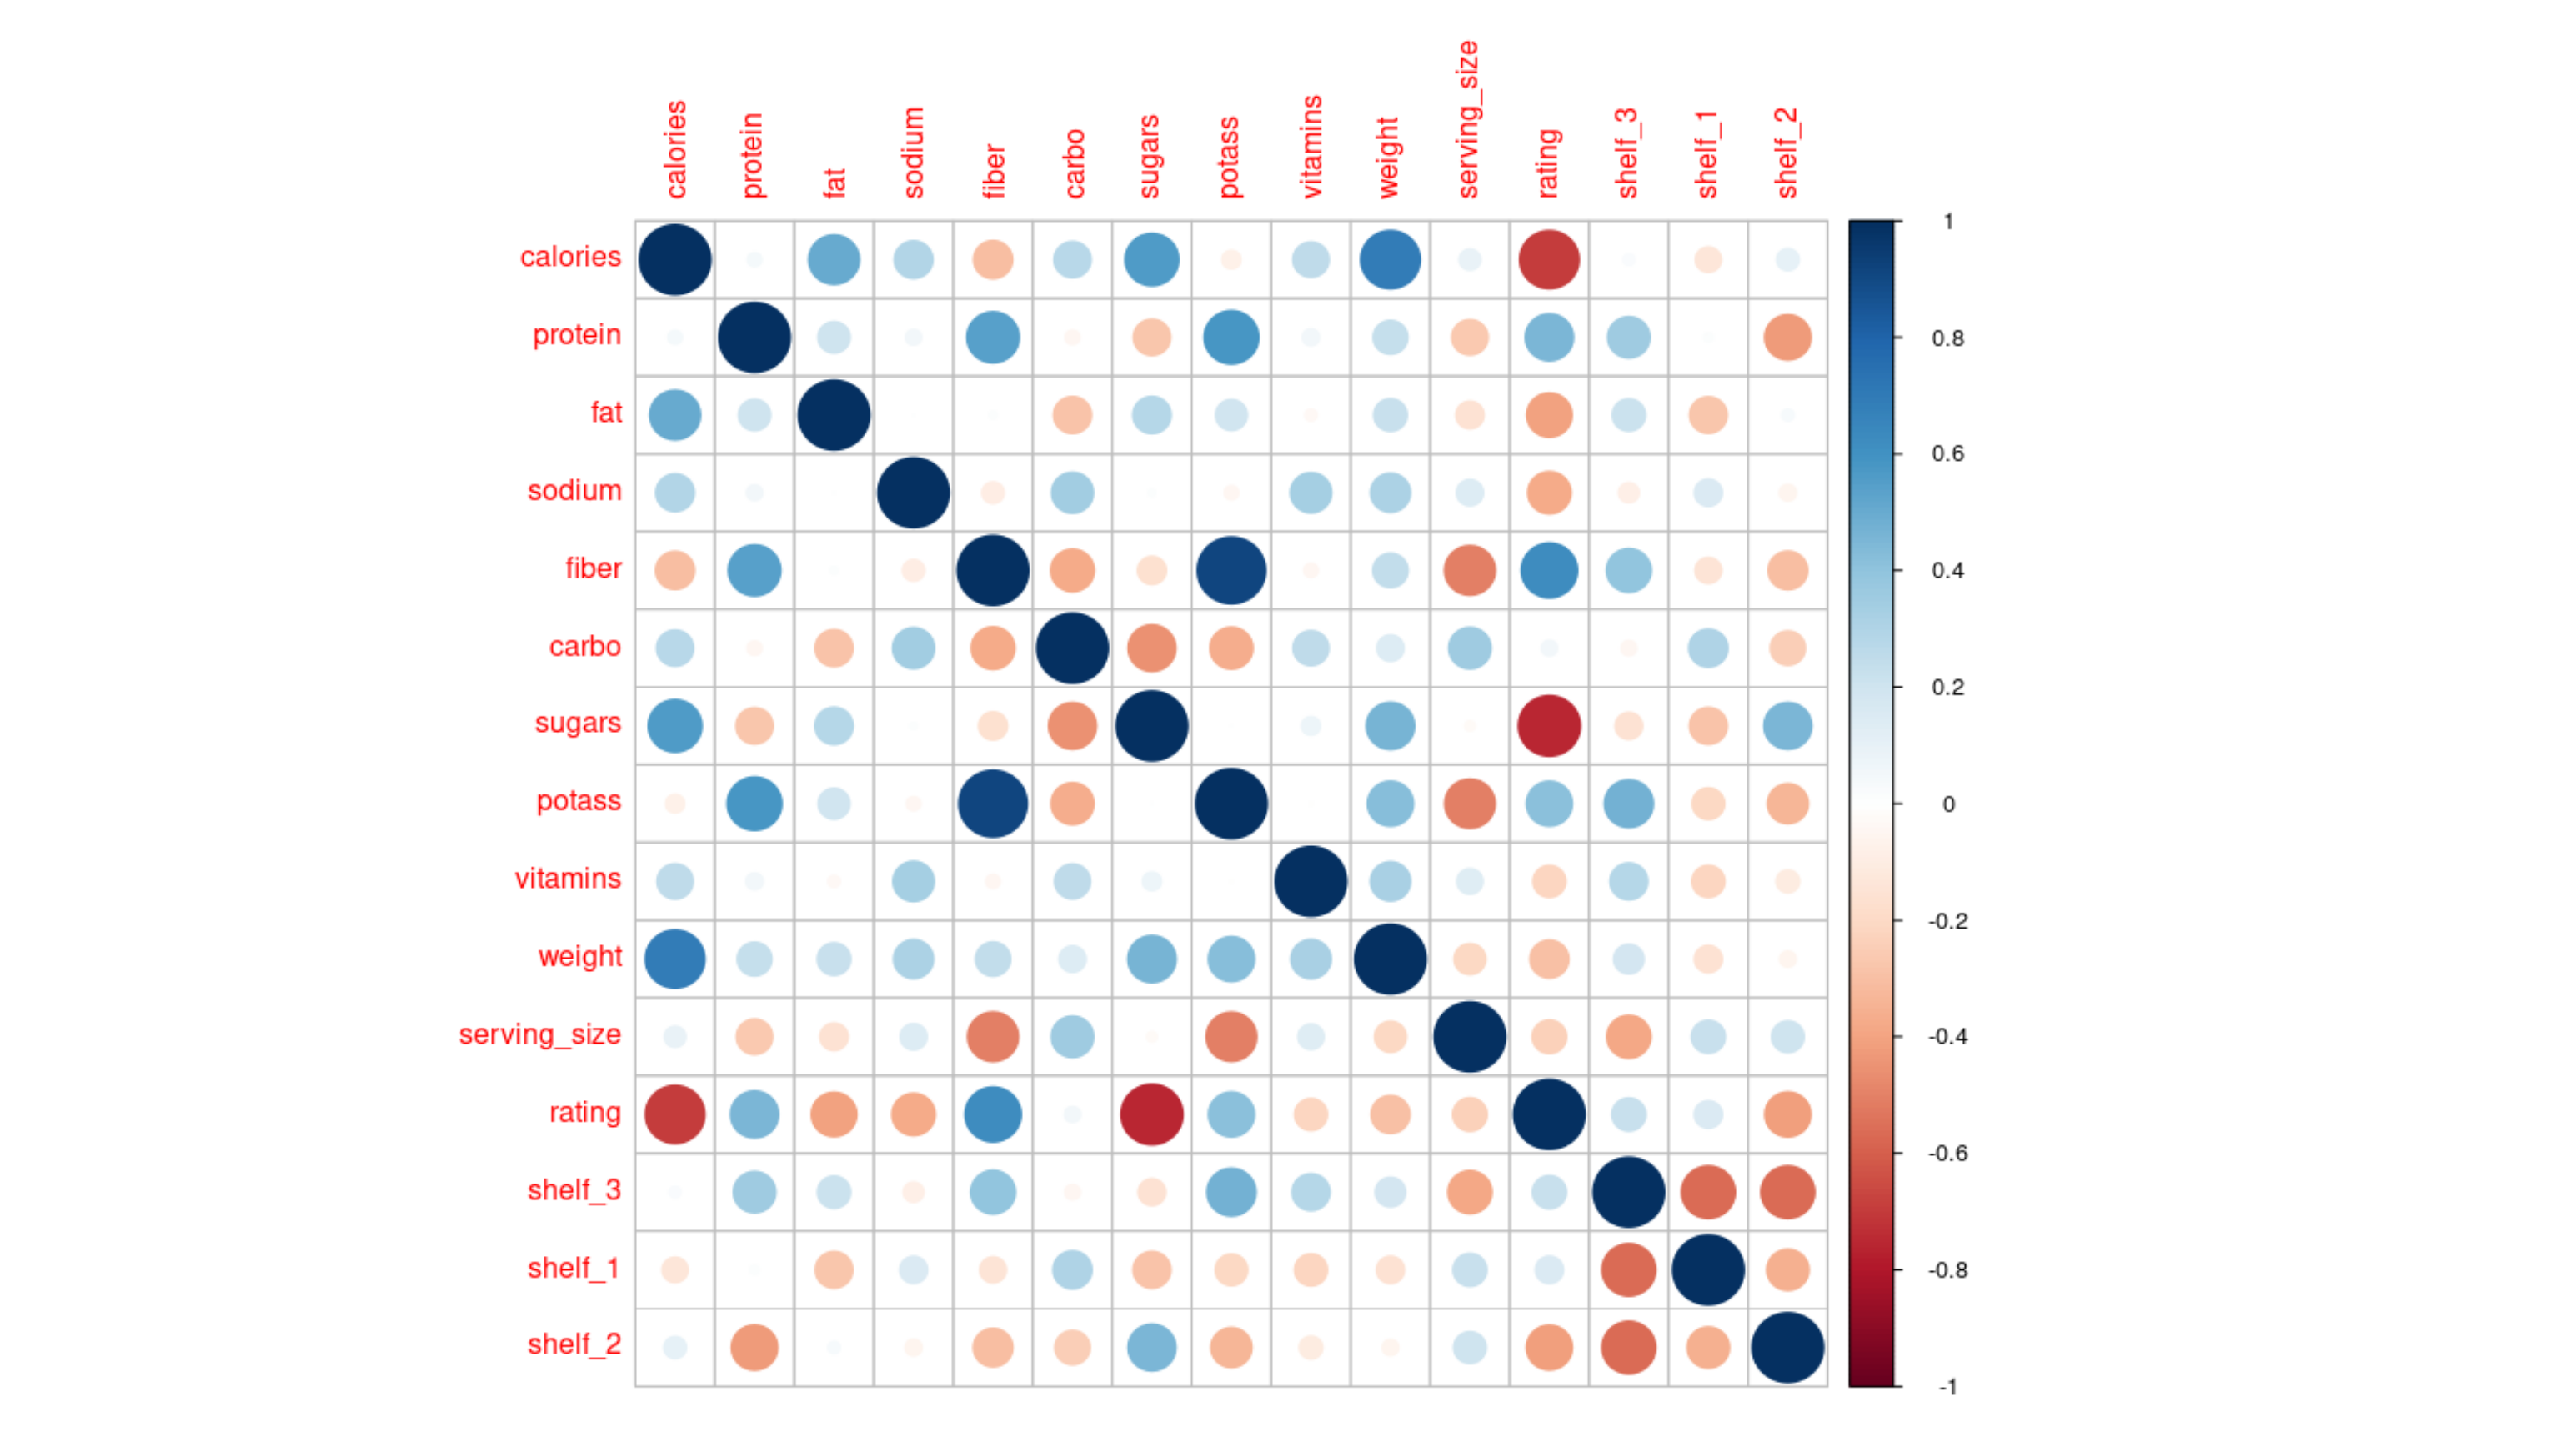 calories
protein
fat
sodium
fiber
carbo
sugars
potass
vitamins
weight
serving_size
rating
shelf_3
shelf_1
shelf_2
calories
protein
fat
sodium
fiber
carbo
sugars
potass
vitamins
weight
serving_size
rating
shelf_3
shelf_1
shelf_2
1
0.8
0.6
0.4
0.2
0
-0.2
-0.4
-0.6
-0.8
-1